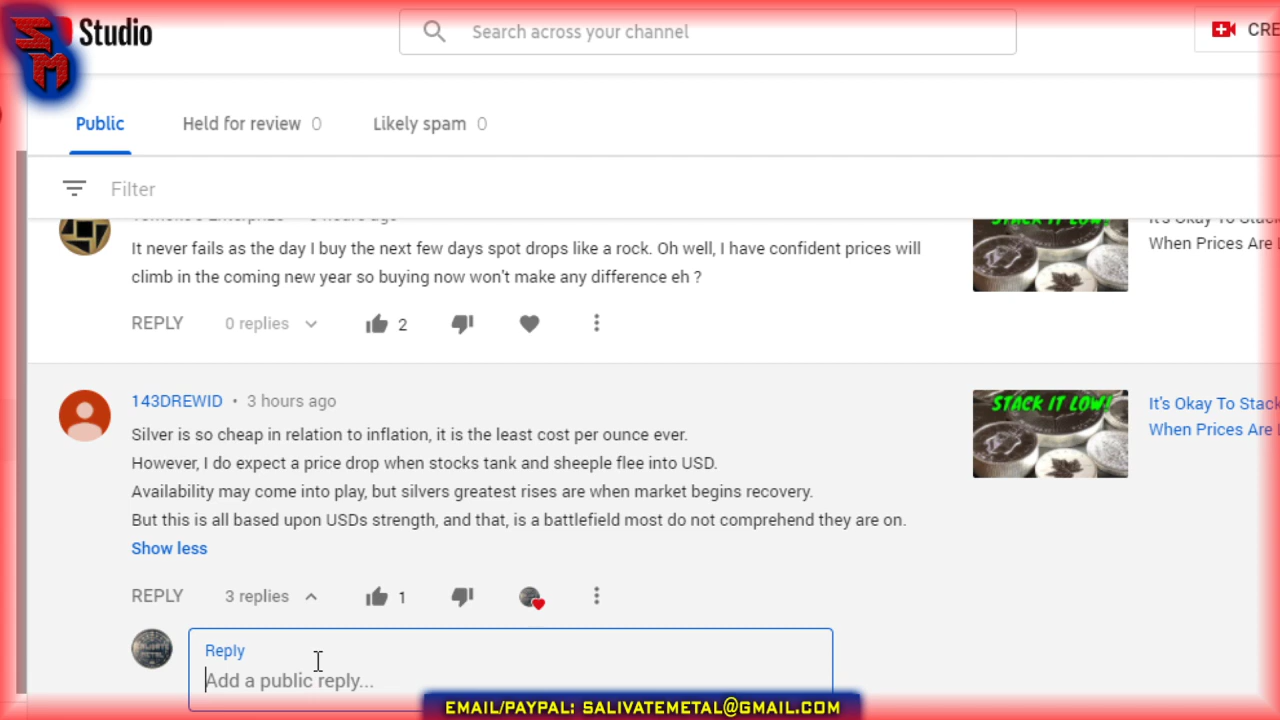 SM
Studio
Search across your channel
CRE
Public
Held for review 0
Likely spam 0
Filter
hours ago
It never fails as the day I buy the next few days spot drops like a rock. Oh well, I have confident prices will
climb in the coming new year so buying now won't make any difference eh ?
STACK IT LOW!
It's Okay To Stack
When Prices Are L
REPLY
0 replies
2
143DREWID • 3 hours ago
Silver is so cheap in relation to inflation, it is the least cost per ounce ever.
However, I do expect a price drop when stocks tank and sheeple flee into USD.
Availability may come into play, but silvers greatest rises are when market begins recovery.
But this is all based upon USDs strength, and that, is a battlefield most do not comprehend they are on.
Show less
STACK IT LOW!
It's Okay To Stack
When Prices Are L
REPLY
3 replies
1
Reply
Add a public reply...
EMAIL/PAYPAL: SALIVATEMETAL@GMAIL.COM